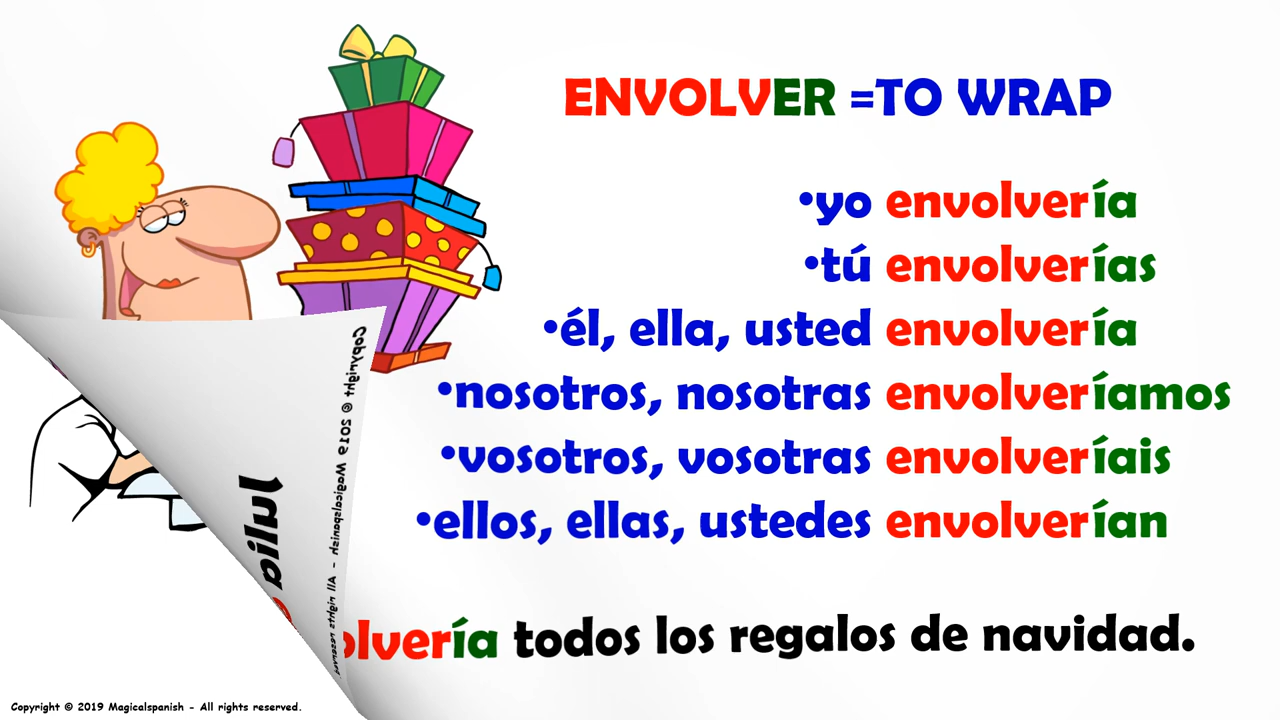 ENVOLVER =TO WRAP
•yo envolvería
•tú envolverías
•él, ella, usted envolvería
•nosotros, nosotras envolveríamos
•vosotros, vosotras envolveríais
•ellos, ellas, ustedes envolverían
Julia
olvería todos los regalos de navidad.
Copyright © 2019 Magicalspanish - All rights reserv
Copyright © 2019 Magicalspanish - All rights reserved.